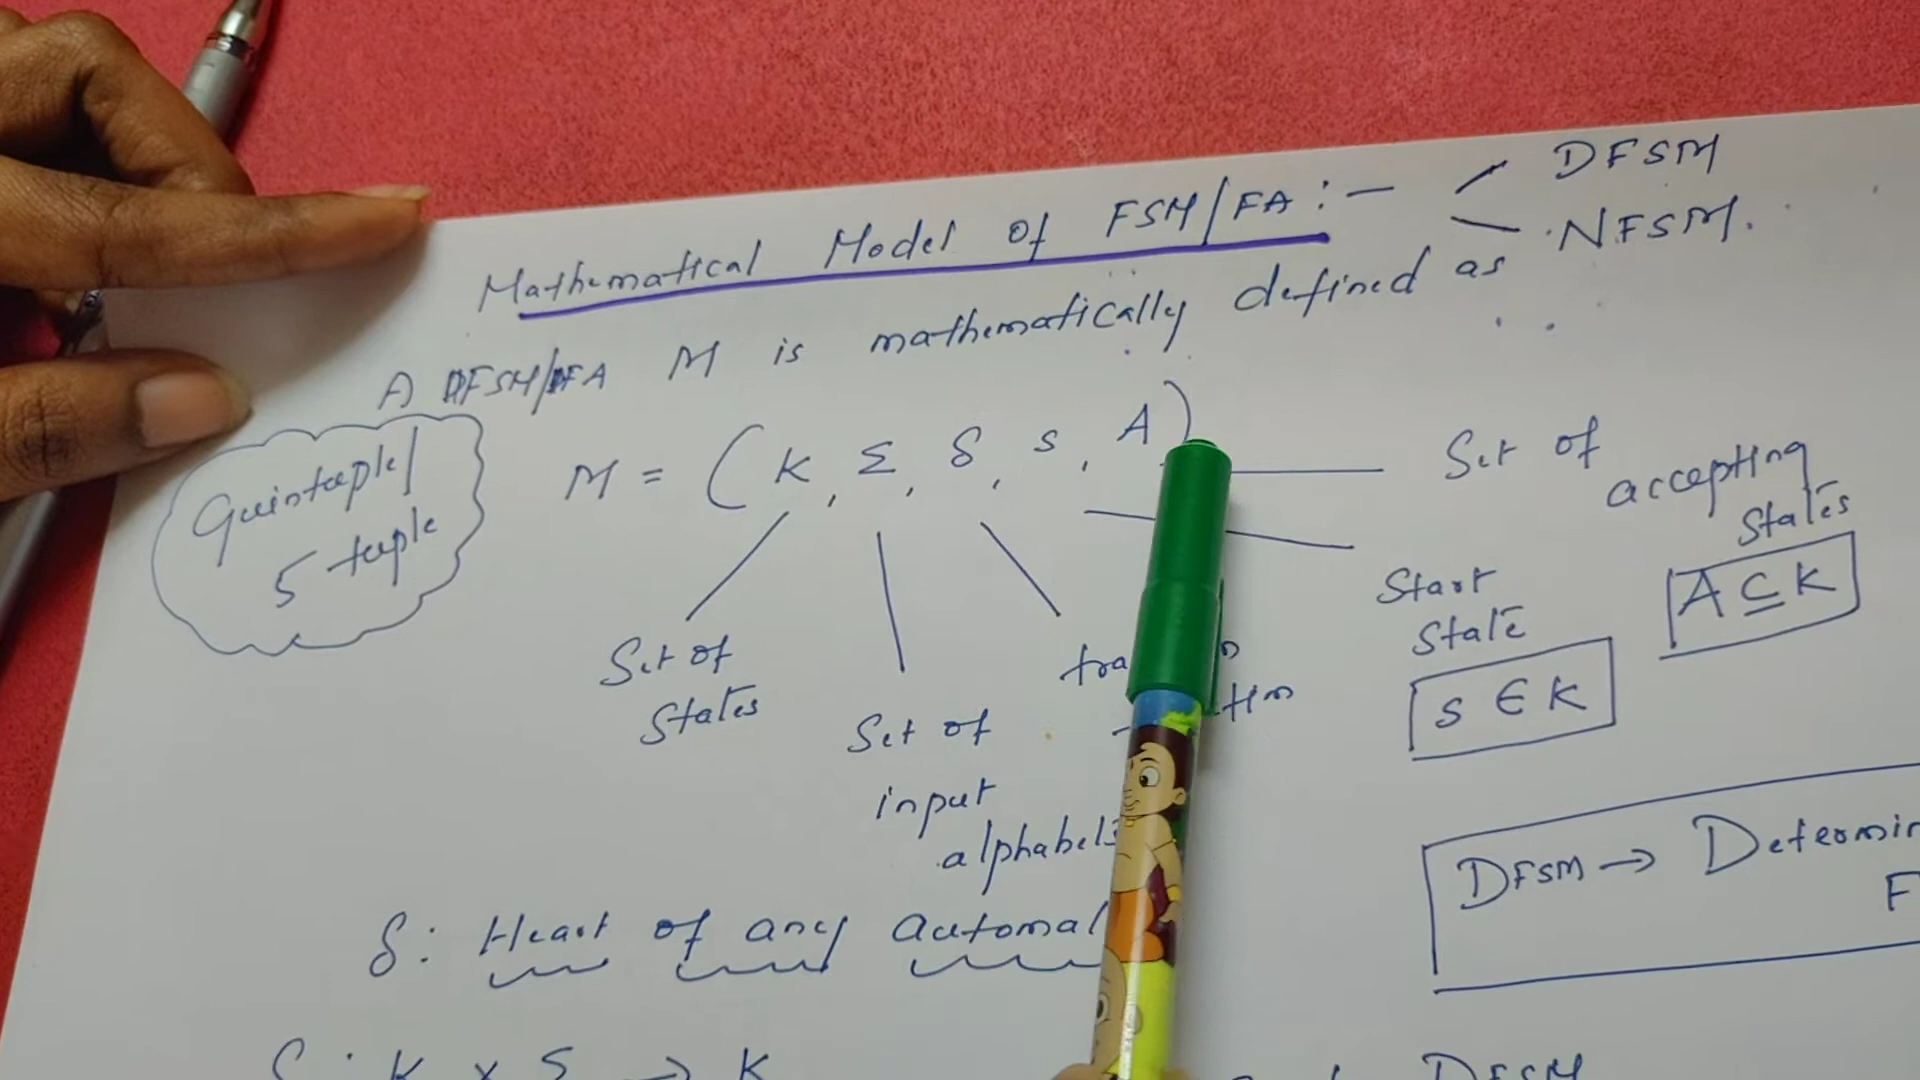 Mathematical Model of FSM/FA :-
DFSM
NFSM.
A DFSM/DFA M is mathematically defined as
Quintuple/
5-tuple
M = (K, Σ, δ, s, A)
Set of
accepting
States
A ⊆ K
Start
State
s ∈ K
Set of
States
Set of
input
alphabets
δ: Heart of any
DFSM → Determin
F
: K × Σ → K
DFSM